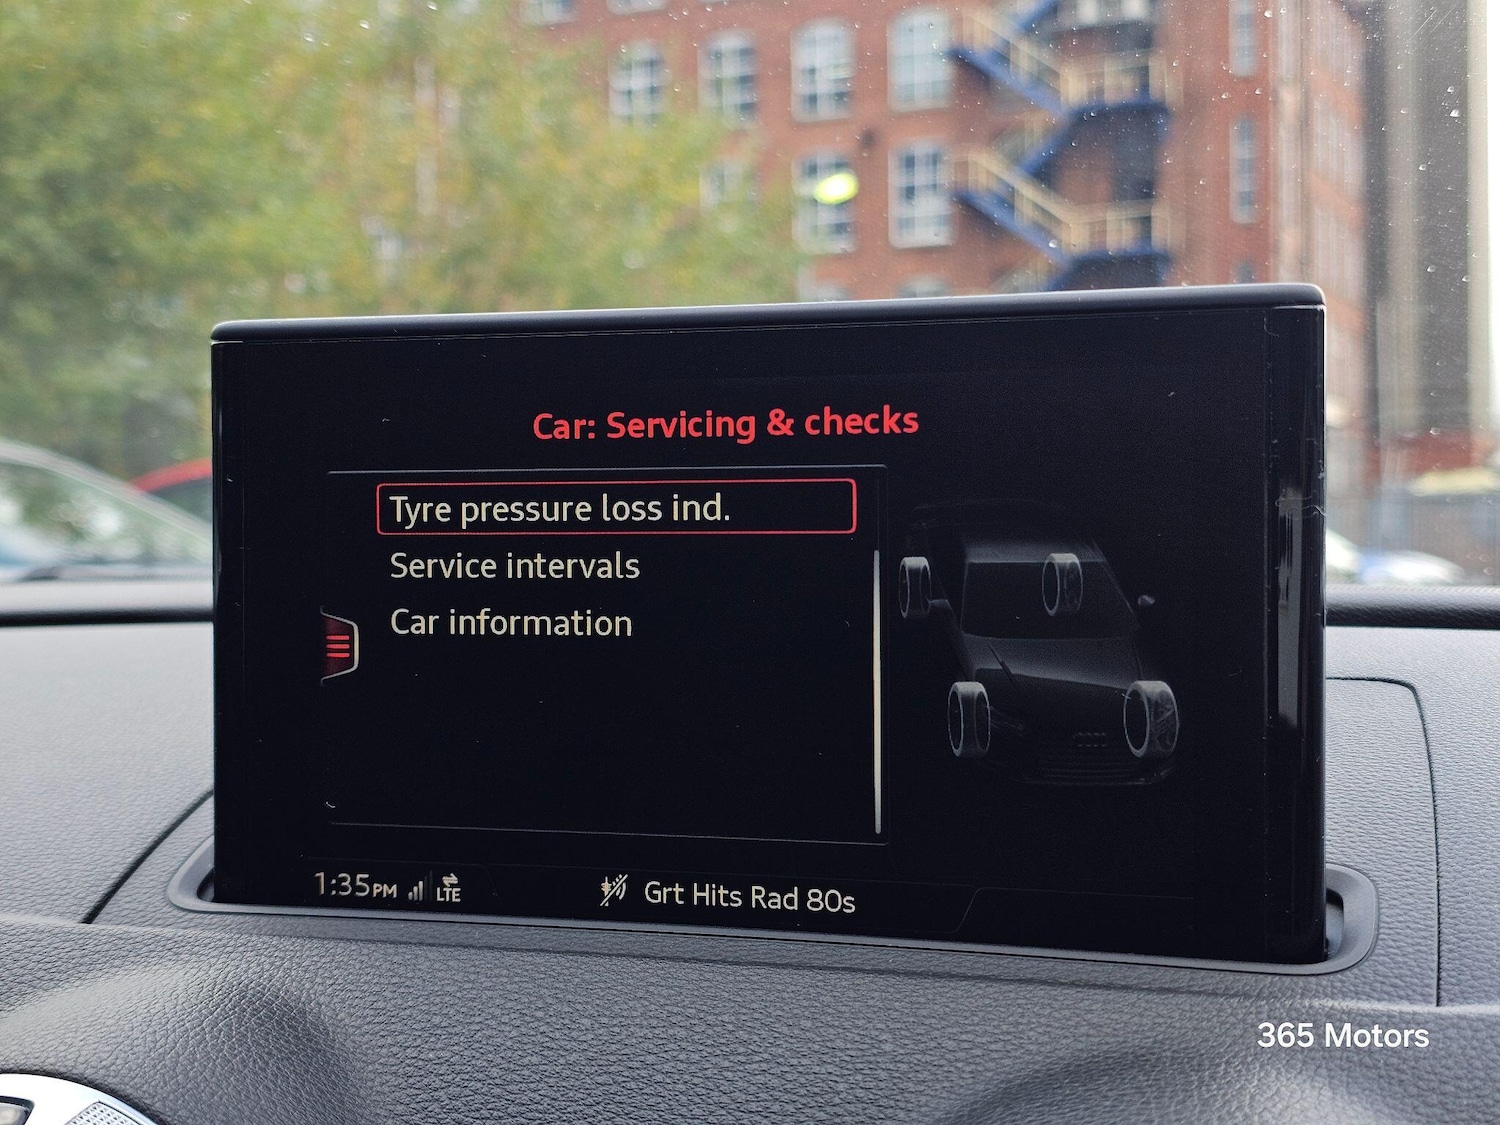 Car: Servicing & checks
Tyre pressure loss ind.
Service intervals
Car information
1:35PM LTE Grt Hits Rad 80s
365 Motors